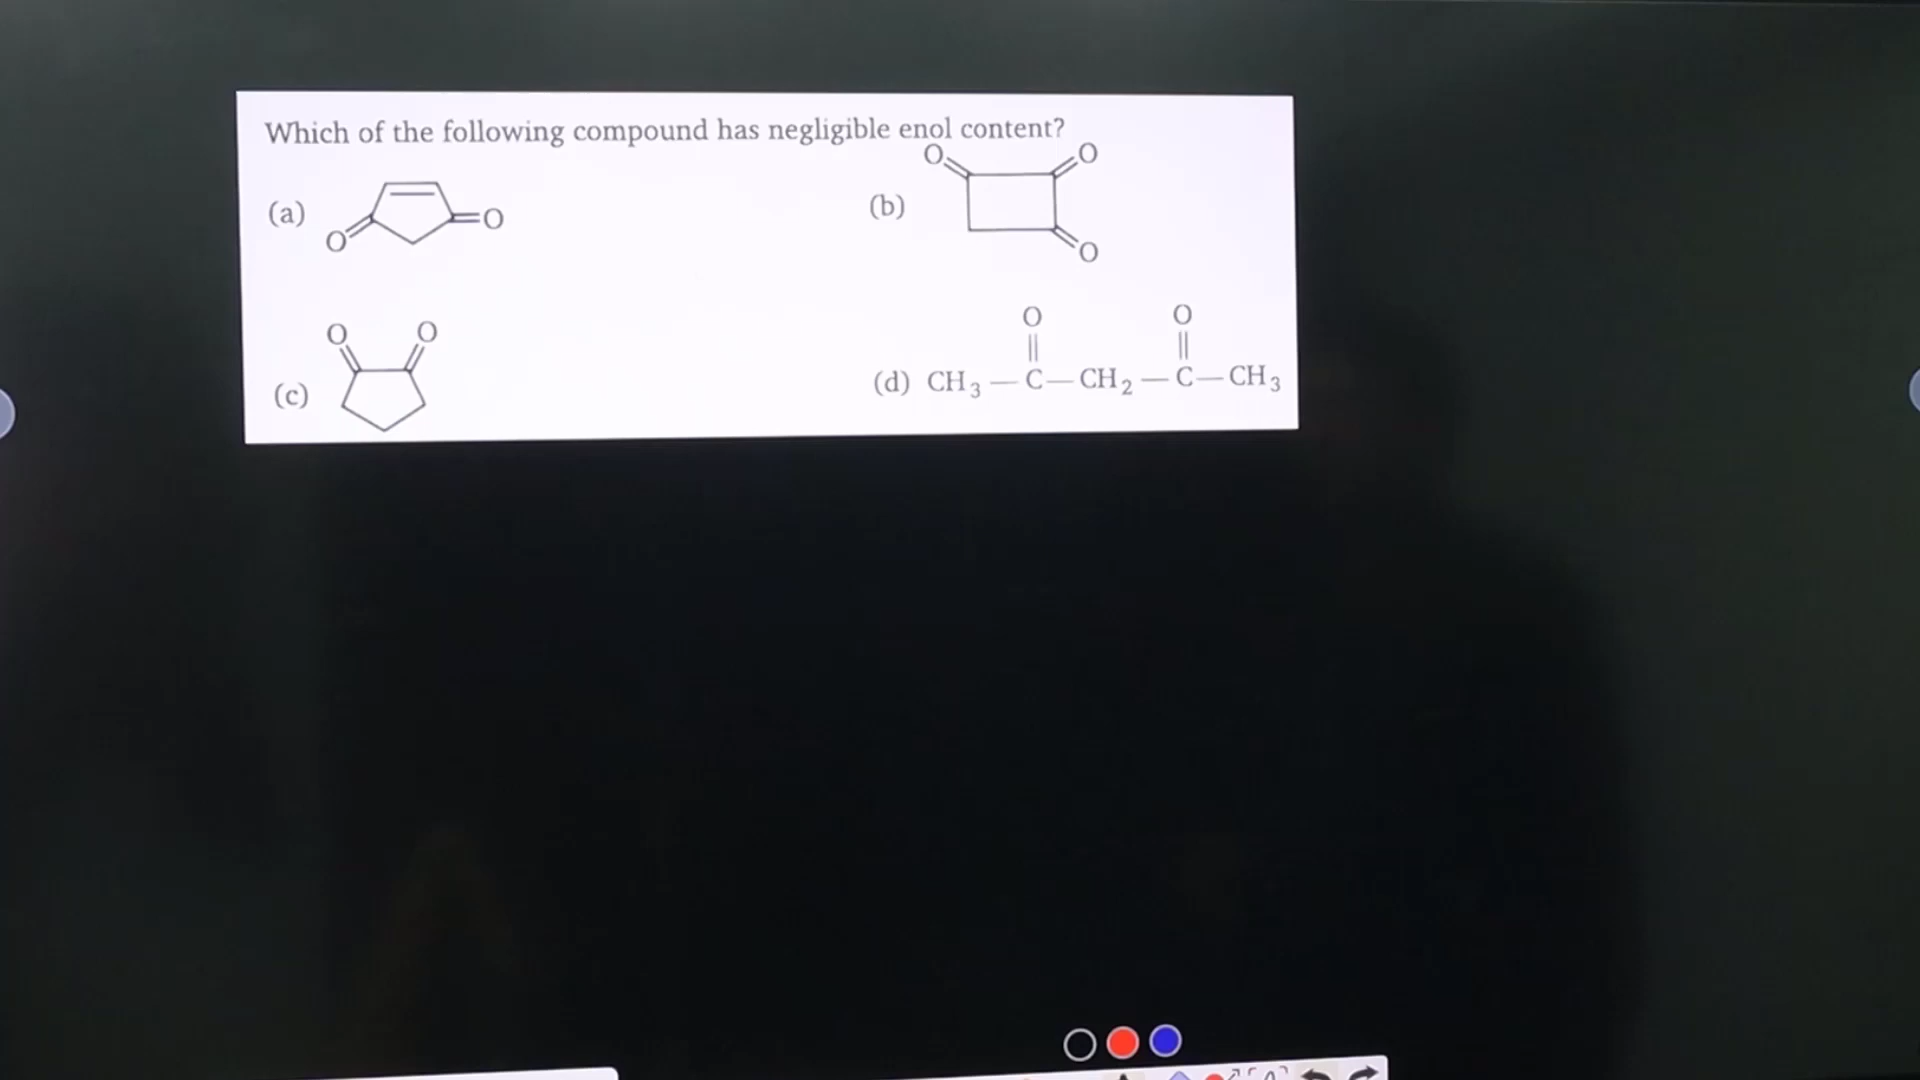 Which of the following compound has negligible enol content?
(a) O O
(b) O O O
(c) O O
(d) CH3 — C — CH2 — C — CH3
O O